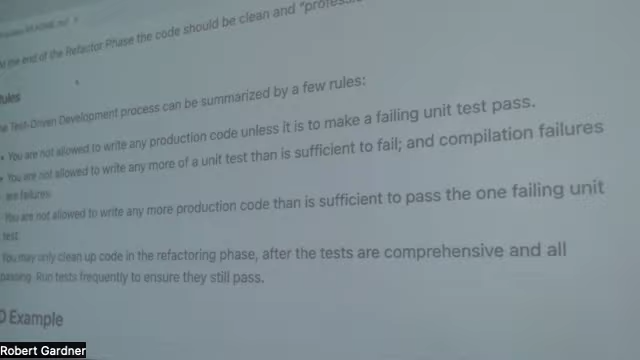 the end of the Refactor Phase the code should be clean and "profess
Rules
The Test-Driven Development process can be summarized by a few rules:
• You are not allowed to write any production code unless it is to make a failing unit test pass.
• You are not allowed to write any more of a unit test than is sufficient to fail; and compilation failures
are failures.
You are not allowed to write any more production code than is sufficient to pass the one failing unit
test.
You may only clean up code in the refactoring phase, after the tests are comprehensive and all
passing. Run tests frequently to ensure they still pass.
D Example
Robert Gardner